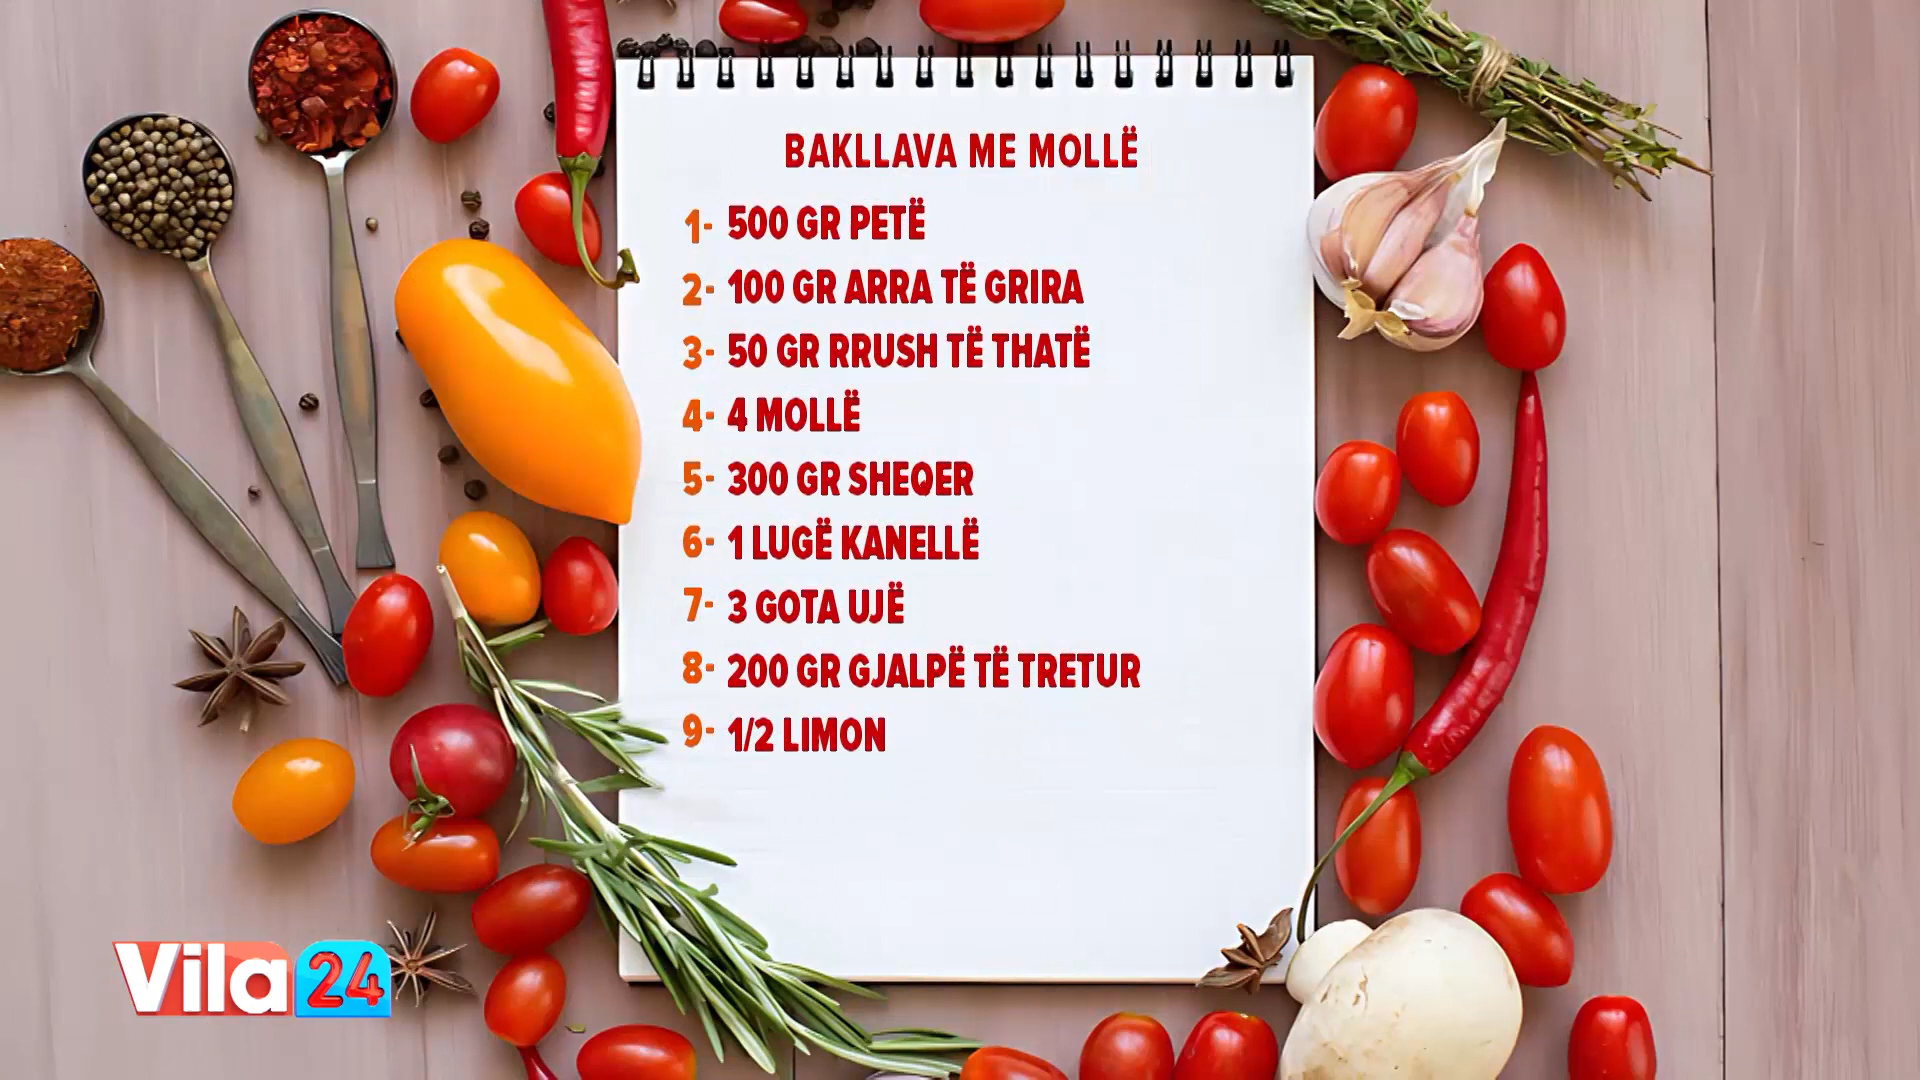 BAKLLAVA ME MOLLË
1- 500 GR PETË
2- 100 GR ARRA TË GRIRA
3- 50 GR RRUSH TË THATË
4- 4 MOLLË
5- 300 GR SHEQER
6- 1 LUGË KANELLË
7- 3 GOTA UJË
8- 200 GR GJALPË TË TRETUR
9- 1/2 LIMON
Vila 24